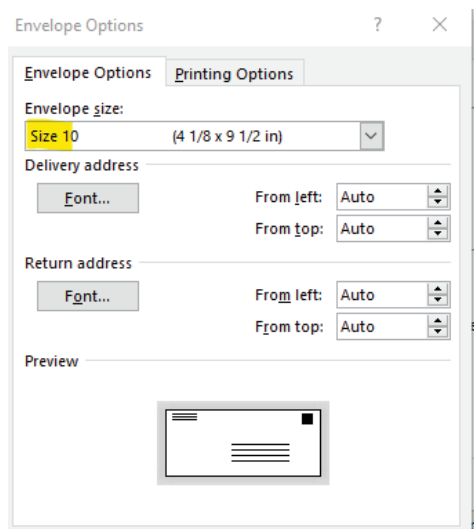 Envelope Options ?
Envelope Options Printing Options
Envelope size:
Size 10 (4 1/8 x 9 1/2 in)
Delivery address
Font... From left: Auto
From top: Auto
Return address
Font... From left: Auto
From top: Auto
Preview